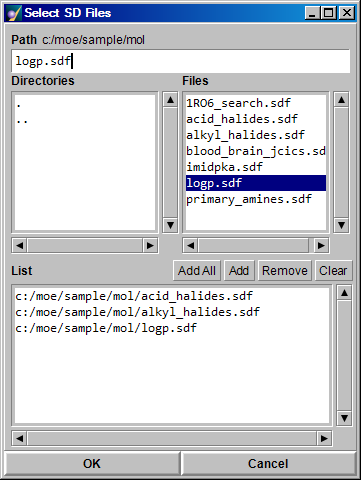 Select SD Files
Path c:/moe/sample/mol
logp.sdf
Directories
.
..
Files
1RO6_search.sdf
acid_halides.sdf
alkyl_halides.sdf
blood_brain_jcics.sd
imidpka.sdf
logp.sdf
primary_amines.sdf
List
Add All
Add
Remove
Clear
c:/moe/sample/mol/acid_halides.sdf
c:/moe/sample/mol/alkyl_halides.sdf
c:/moe/sample/mol/logp.sdf
OK
Cancel